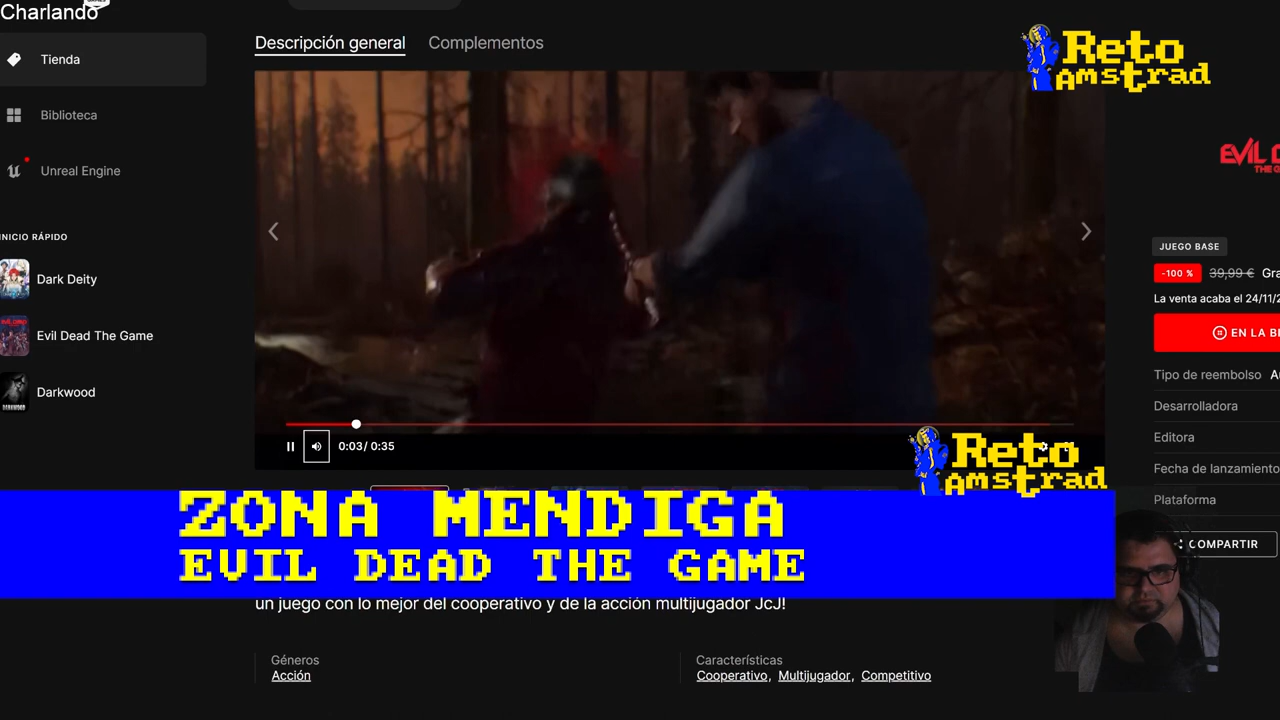 Charlando
Descripción general
Complementos
Reto
Amstrad
Tienda
Biblioteca
Unreal Engine
INICIO RÁPIDO
Dark Deity
Evil Dead The Game
Darkwood
JUEGO BASE
-100 %
39,99 €
La venta acaba el 24/11/2
EN LA
Tipo de reembolso
Desarrolladora
Editora
Fecha de lanzamiento
Plataforma
COMPARTIR
0:03/ 0:35
Reto
Amstrad
ZONA MENDIGA
EVIL DEAD THE GAME
un juego con lo mejor del cooperativo y de la acción multijugador JcJ!
Géneros
Acción
Características
Cooperativo, Multijugador, Competitivo